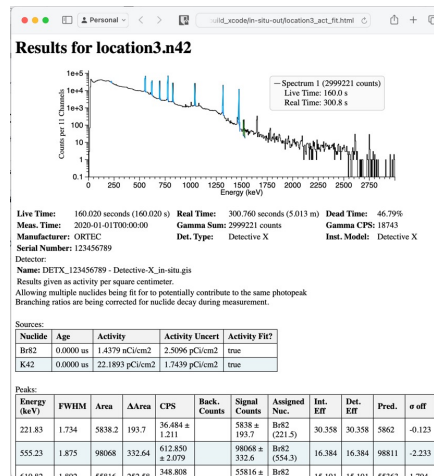 Personal
uild_xcode/in-situ-out/location3_act_fit.html
Results for location3.n42
1e+5
1e+4
1000
100
10
1
0.1
Counts per 11 Channels
Spectrum 1 (2999221 counts)
Live Time: 160.0 s
Real Time: 300.8 s
0 250 500 750 1000 1250 1500 1750 2000 2250 2500 2750
Energy (keV)
Live Time: 160.020 seconds (160.020 s) Real Time: 300.760 seconds (5.013 m) Dead Time: 46.79%
Meas. Time: 2020-01-01T00:00:00 Gamma Sum: 2999221 counts Gamma CPS: 18743
Manufacturer: ORTEC Det. Type: Detective X Inst. Model: Detective X
Serial Number: 123456789
Detector:
Name: DETX_123456789 - Detective-X_in-situ.gis
Results given as activity per square centimeter.
Allowing multiple nuclides being fit for to potentially contribute to the same photopeak
Branching ratios are being corrected for nuclide decay during measurement.
Sources:
Nuclide Age Activity Activity Uncert Activity Fit?
Br82 0.0000 us 1.4379 nCi/cm2 2.5096 pCi/cm2 true
K42 0.0000 us 22.1893 pCi/cm2 1.7439 pCi/cm2 true
Peaks:
Energy (keV) FWHM Area ΔArea CPS Back. Counts Signal Counts Assigned Nuc. Int. Eff Det. Eff Pred. σ off
221.83 1.734 5838.2 193.7 36.484 ± 1.211 5838 ± 193.7 Br82 (221.5) 30.358 30.358 5862 -0.123
555.23 1.875 98068 332.64 612.850 ± 2.079 98068 ± 332.6 Br82 (554.3) 16.384 16.384 98811 -2.233
348.808 55816 ± Br82